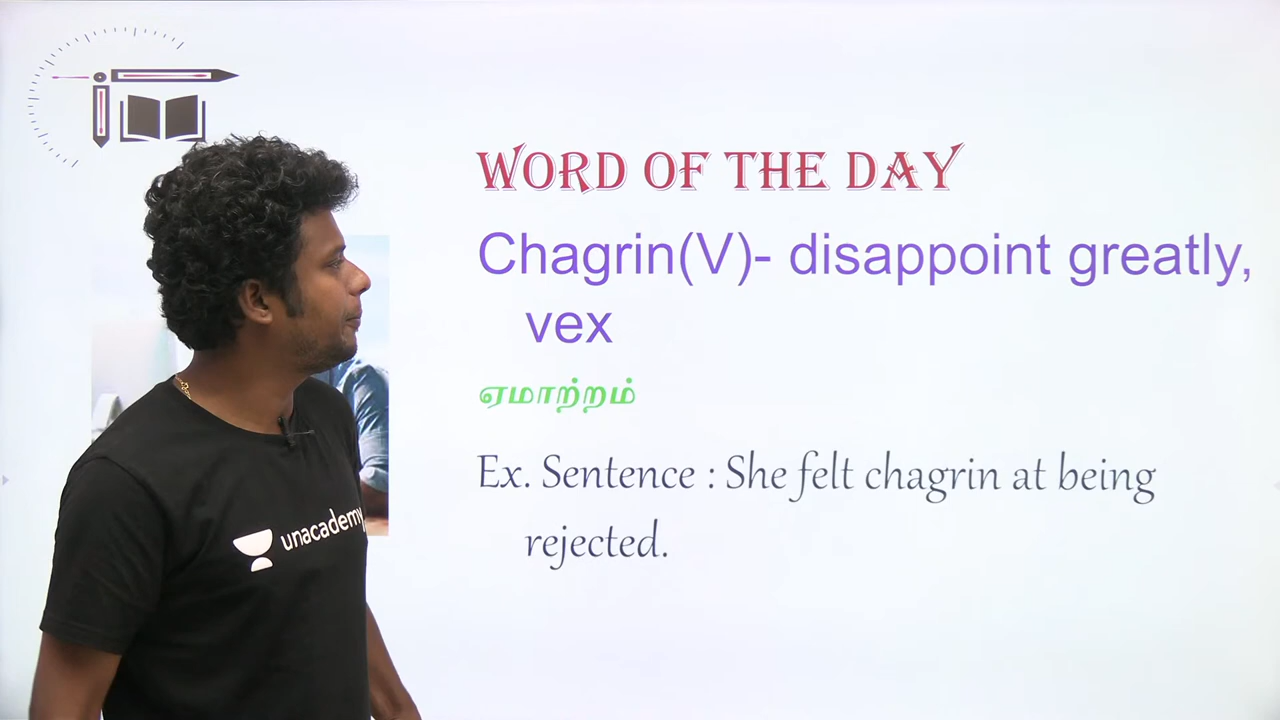 WORD OF THE DAY
Chagrin(V)- disappoint greatly,
vex
ஏமாற்றம்
Ex. Sentence : She felt chagrin at being
rejected.
unacademy